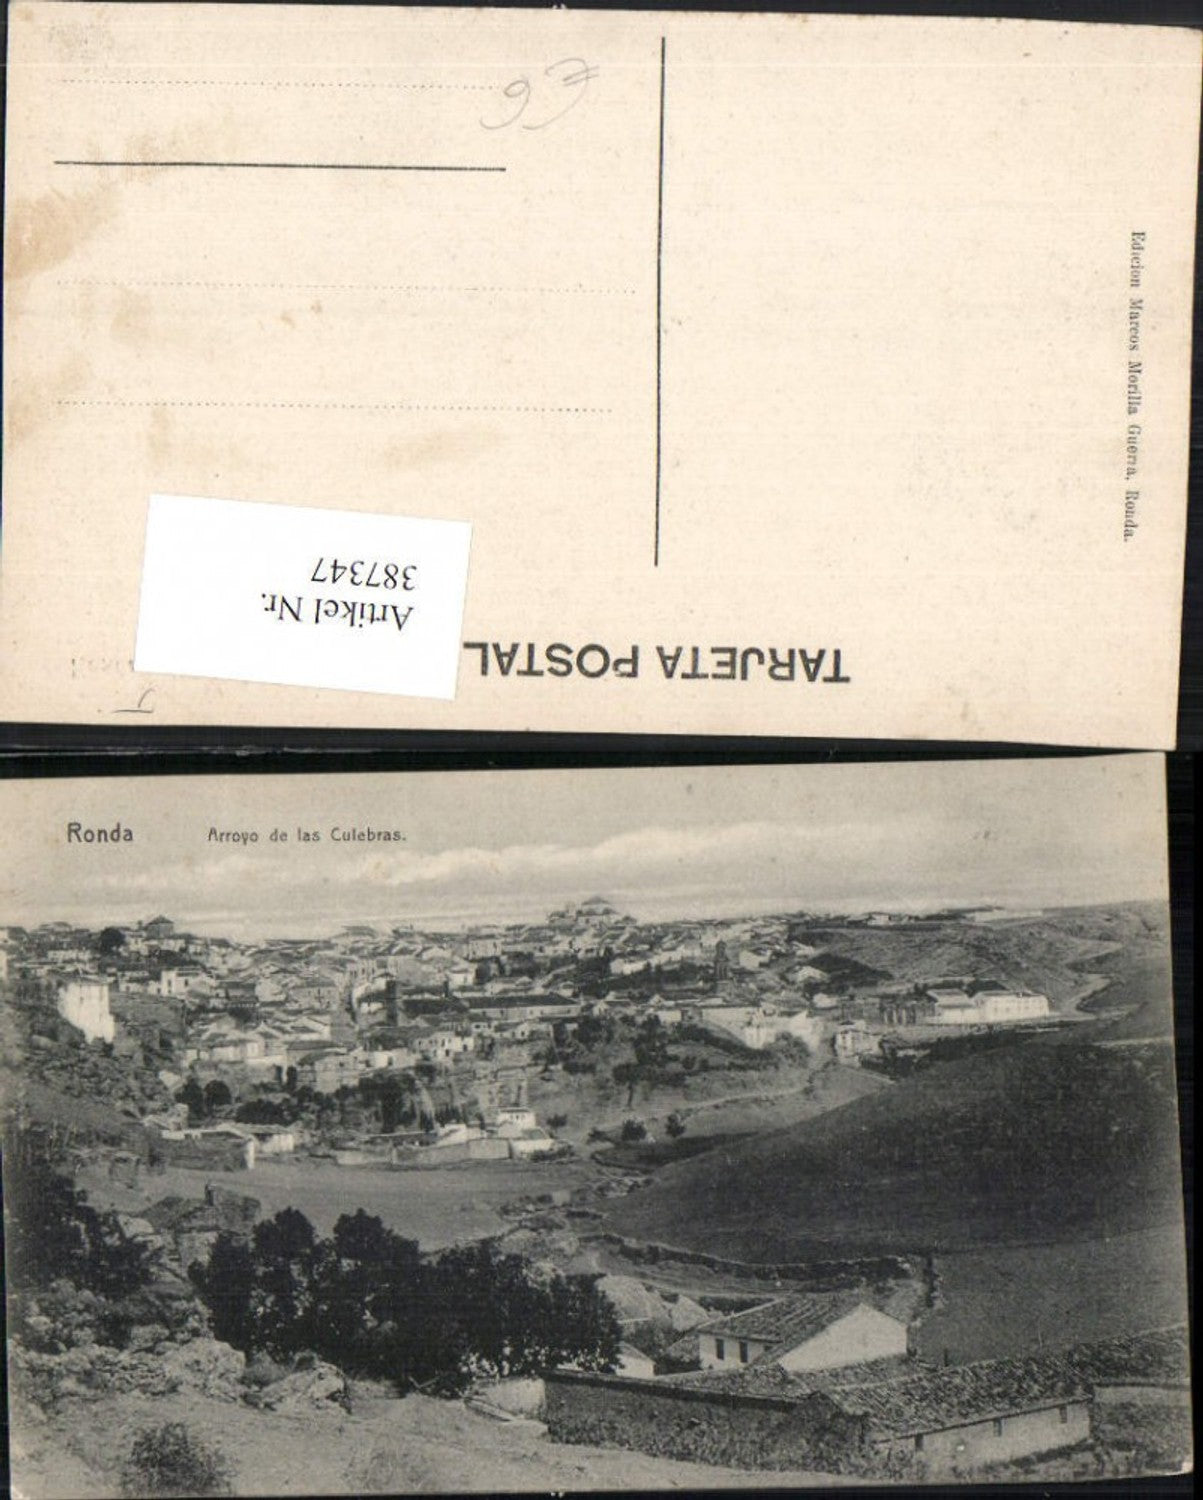 Edicion Marcos Morilla Guerra, Ronda.
Artikel Nr.
387347
TARJETA POSTAL
Ronda
Arroyo de las Culebras.